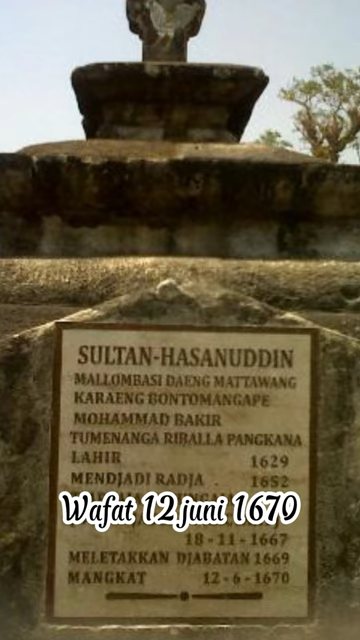 SULTAN-HASANUDDIN
MALLOMBASI DAENG MATTAWANG
KARAENG BONTOMANGAPE
MOHAMMAD BAKIR
TUMENANGA RIBALLA PANGKANA
LAHIR 1629
MENDJADI RADJA 1652
Wafat 12 juni 1670
18-11-1667
MELETAKKAN DJABATAN 1669
MANGKAT 12-6-1670